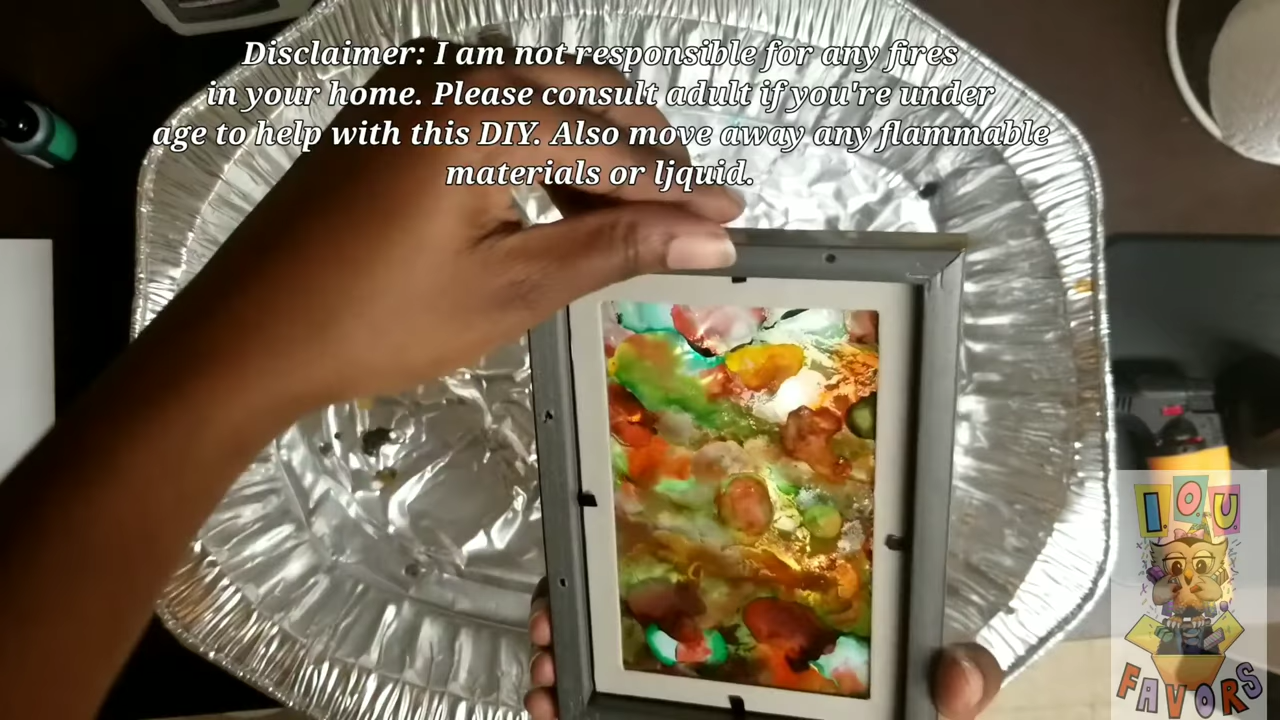 Disclaimer: I am not responsible for any fires
in your home. Please consult adult if you're under
age to help with this DIY. Also move away any flammable
materials or ljquid.
I.O.U.
FAVORS